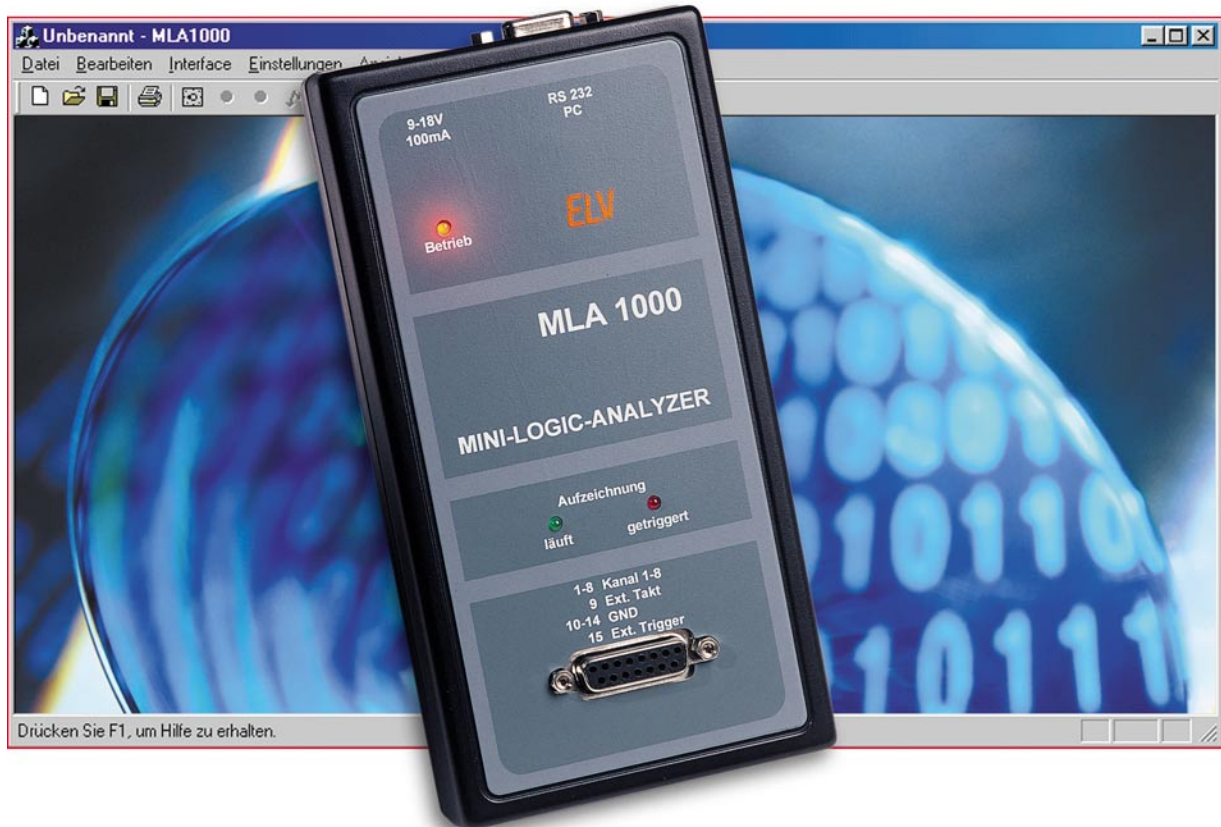 Unbenannt - MLA1000
Datei Bearbeiten Interface Einstellungen
9-18V
100mA
RS 232
PC
ELV
Betrieb
MLA 1000
MINI-LOGIC-ANALYZER
Aufzeichnung
läuft
getriggert
1-8 Kanal 1-8
9 Ext. Takt
10-14 GND
15 Ext. Trigger
10111
10111
Drücken Sie F1, um Hilfe zu erhalten.